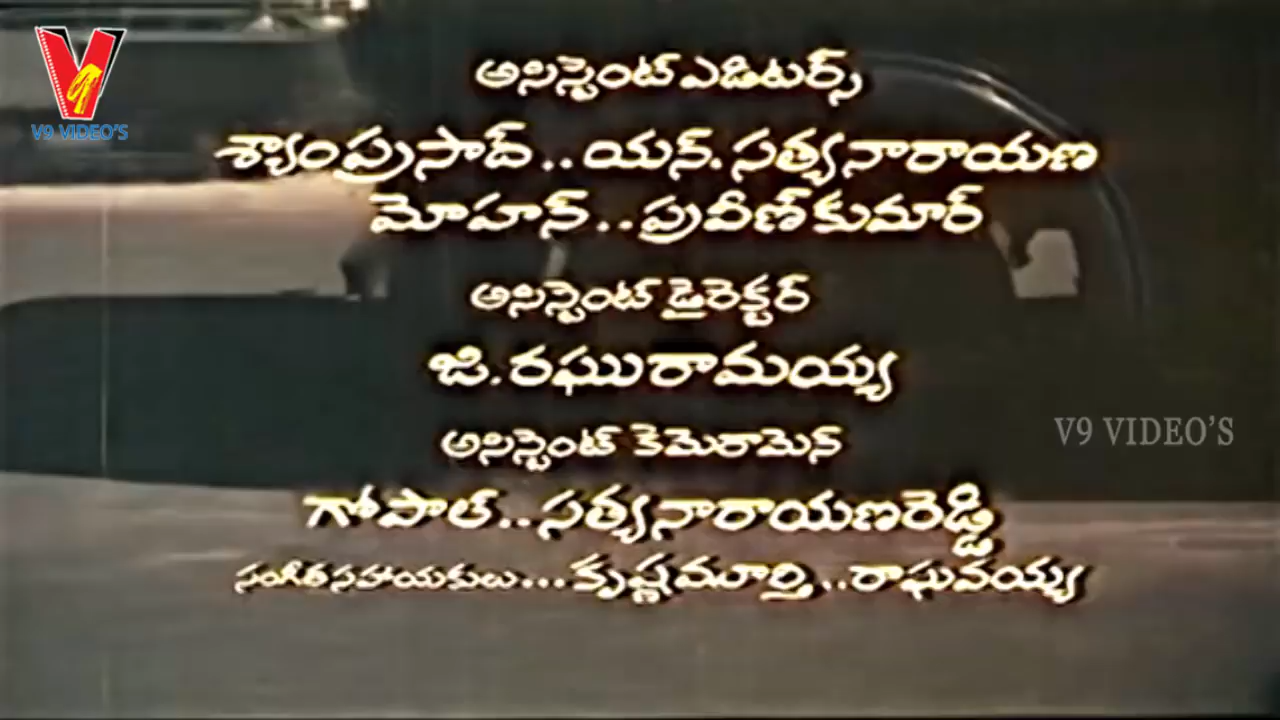 V9 VIDEO'S
అసిస్టెంట్ ఎడిటర్స్
శ్యాంప్రసాద్..యన్.సత్యనారాయణ
మోహన్..ప్రవీణ్ కుమార్
అసిస్టెంట్ డైరెక్టర్
జి.రఘురామయ్య
అసిస్టెంట్ కెమెరామెన్
V9 VIDEO'S
గోపాల్..సత్యనారాయణరెడ్డి
సంగీతసహాయకులు...కృష్ణమూర్తి..రాఘవయ్య